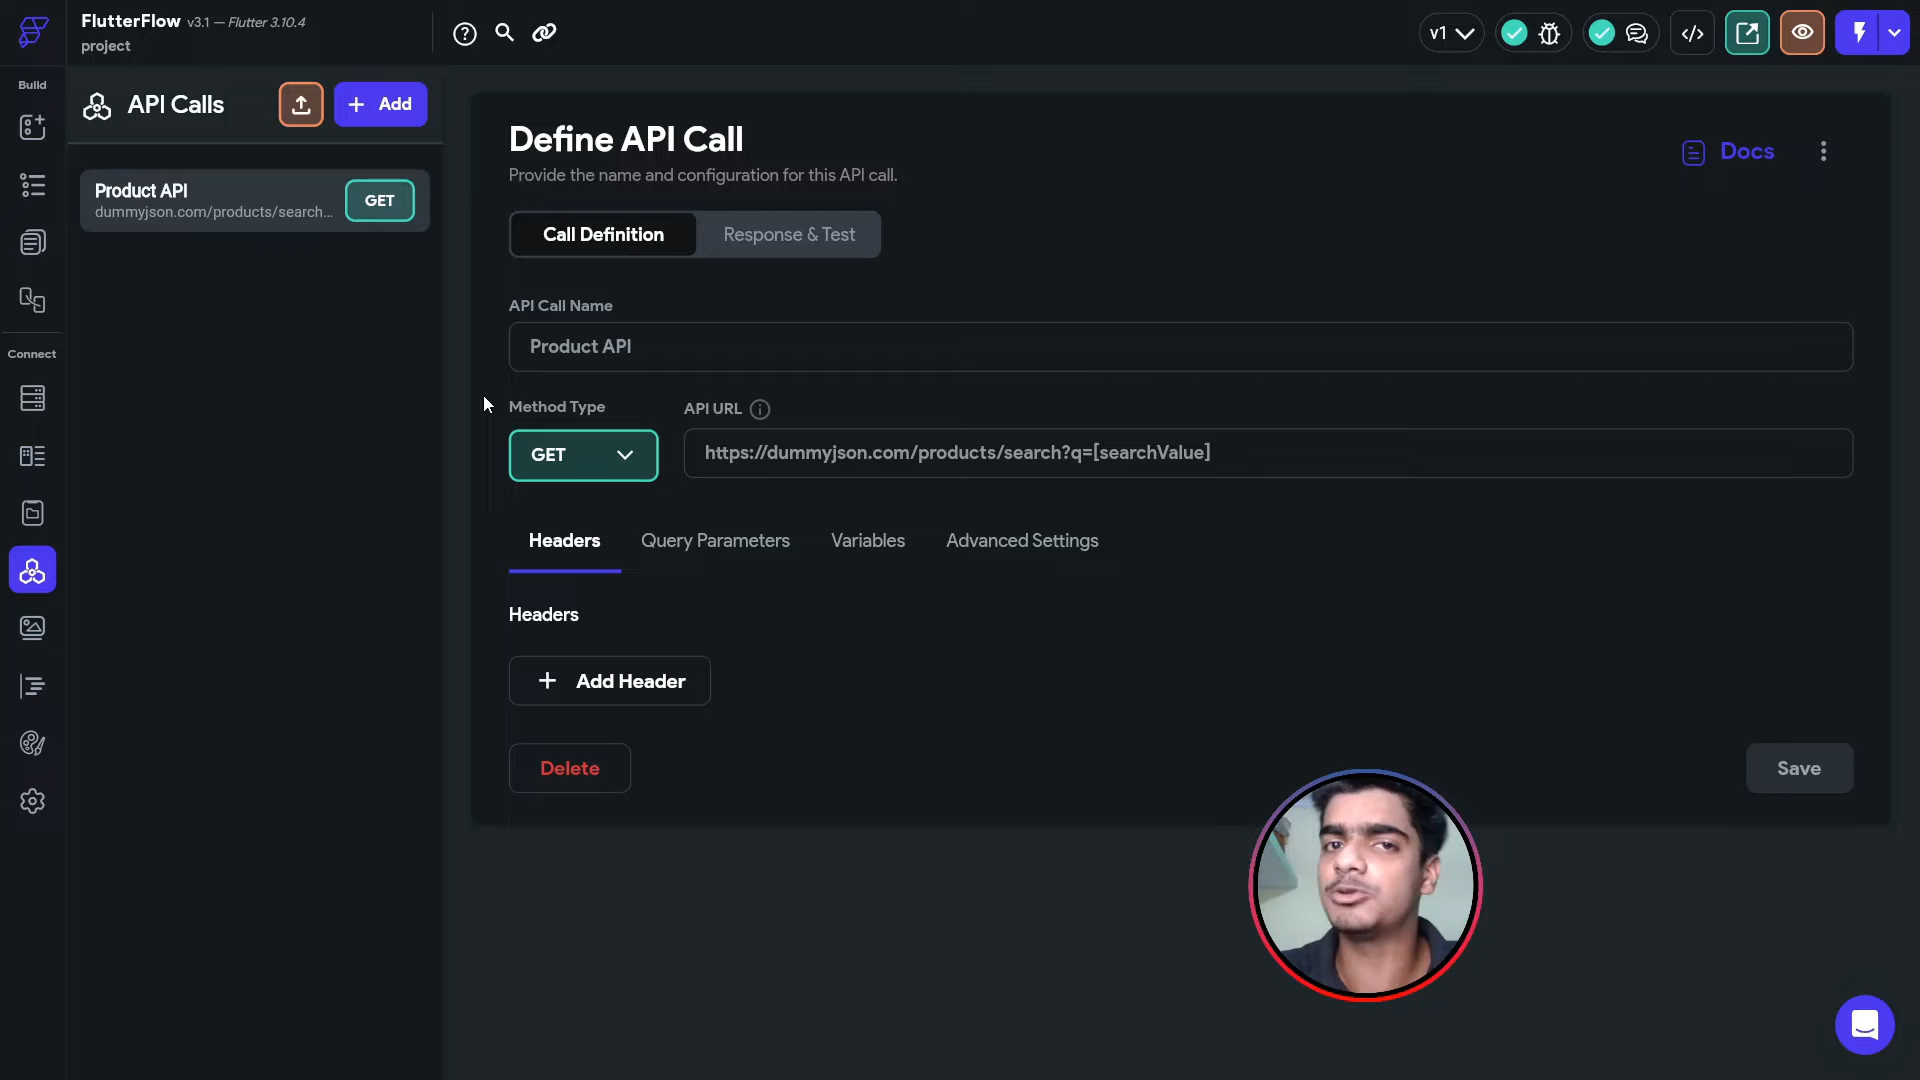 FlutterFlow v3.1 — Flutter 3.10.4
project
v1
Build
API Calls
Add
Product API
dummyjson.com/products/search...
GET
Connect
Define API Call
Provide the name and configuration for this API call.
Docs
Call Definition
Response & Test
API Call Name
Product API
Method Type
API URL
GET
https://dummyjson.com/products/search?q=[searchValue]
Headers
Query Parameters
Variables
Advanced Settings
Headers
Add Header
Delete
Save